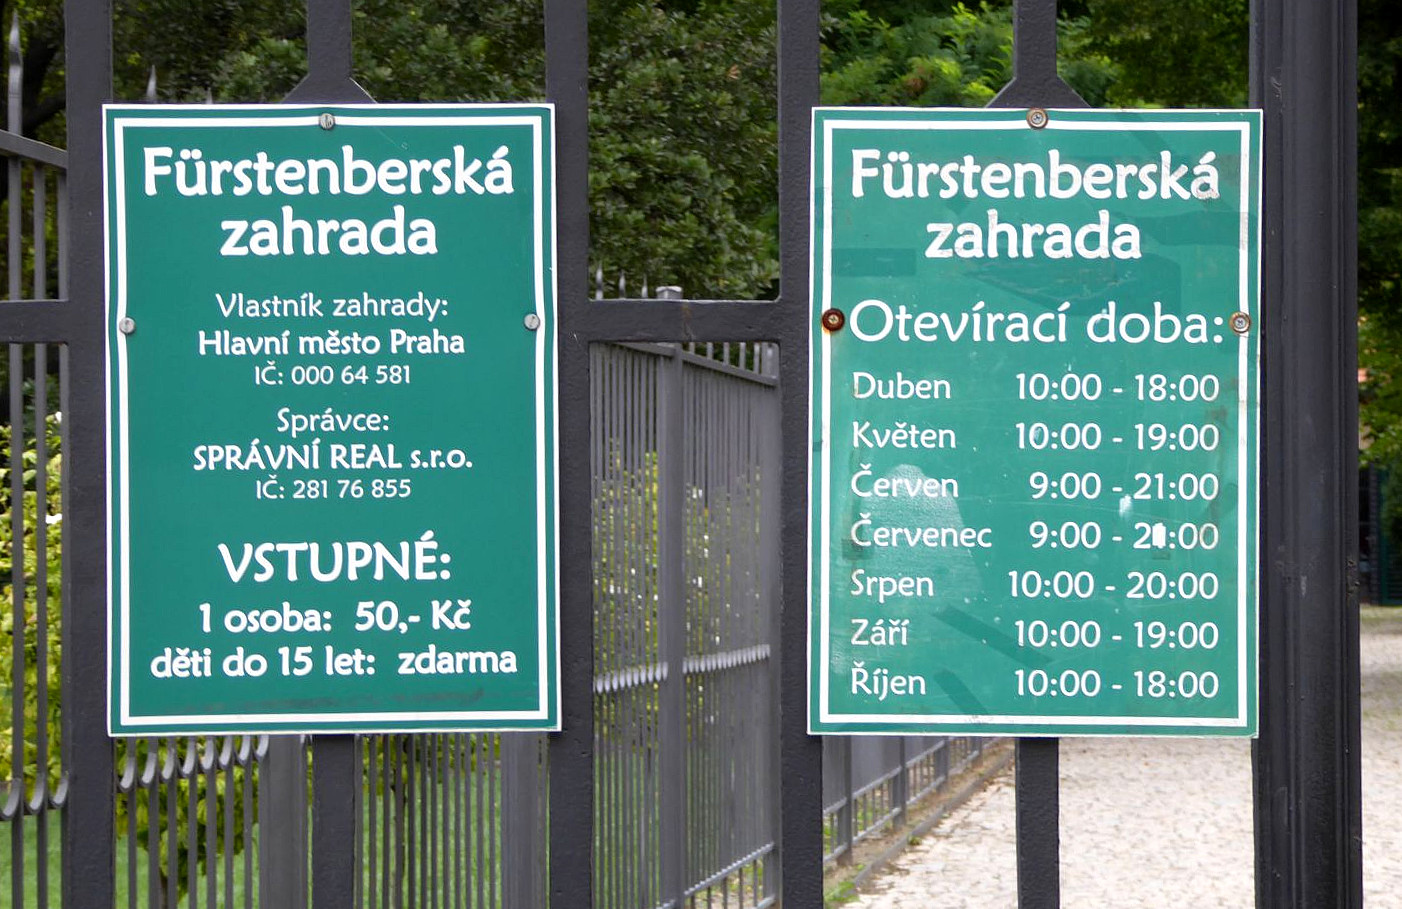 Fürstenberská
zahrada
Vlastník zahrady:
Hlavní město Praha
IČ: 000 64 581
Správce:
SPRÁVNÍ REAL s.r.o.
IČ: 281 76 855
VSTUPNÉ:
1 osoba: 50,- Kč
děti do 15 let: zdarma
Fürstenberská
zahrada
Otevírací doba:
Duben 10:00 - 18:00
Květen 10:00 - 19:00
Červen 9:00 - 21:00
Červenec 9:00 - 21:00
Srpen 10:00 - 20:00
Září 10:00 - 19:00
Říjen 10:00 - 18:00